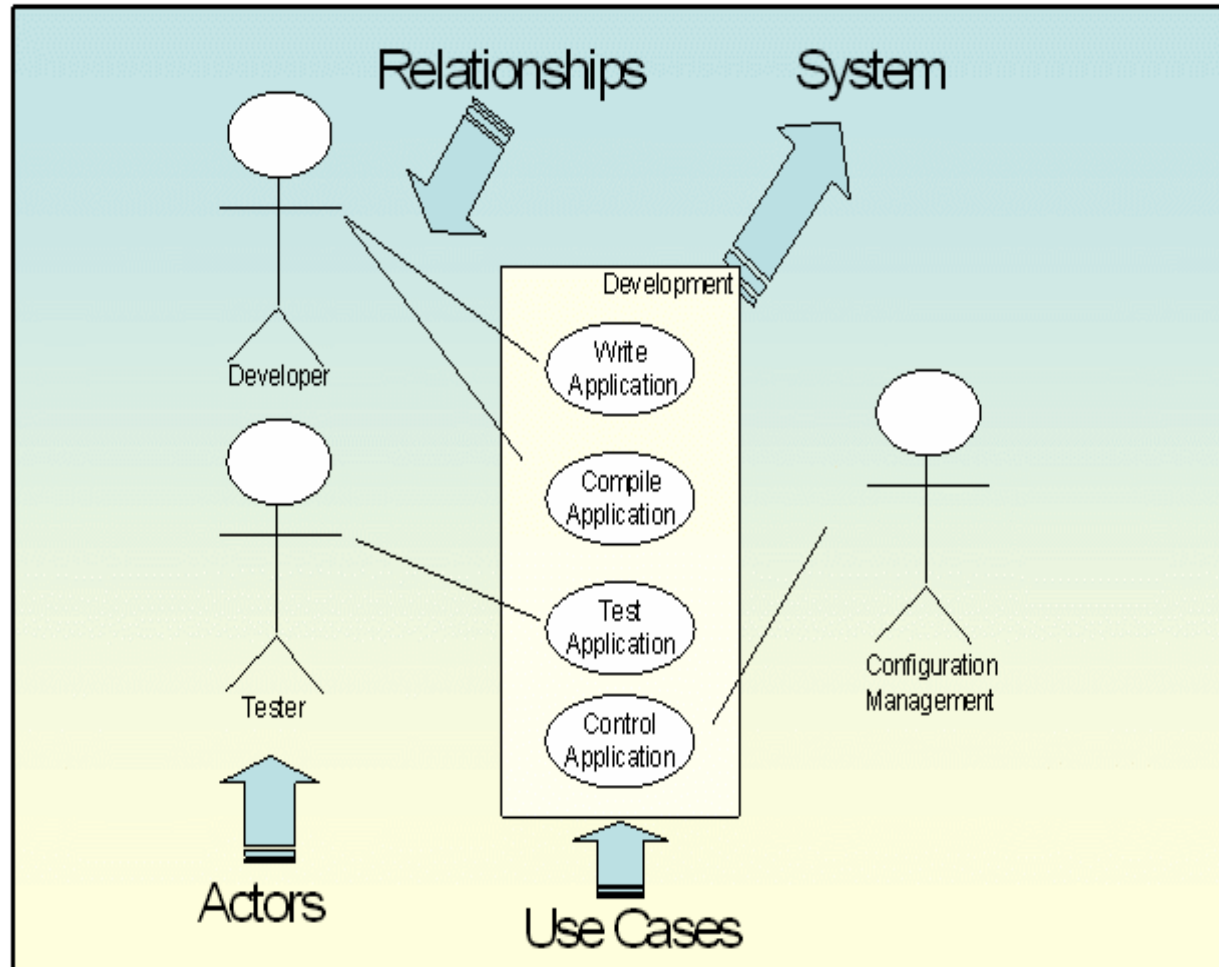 Relationships
System
Development
Write
Application
Developer
Compile
Application
Test
Application
Configuration
Management
Tester
Control
Application
Actors
Use Cases